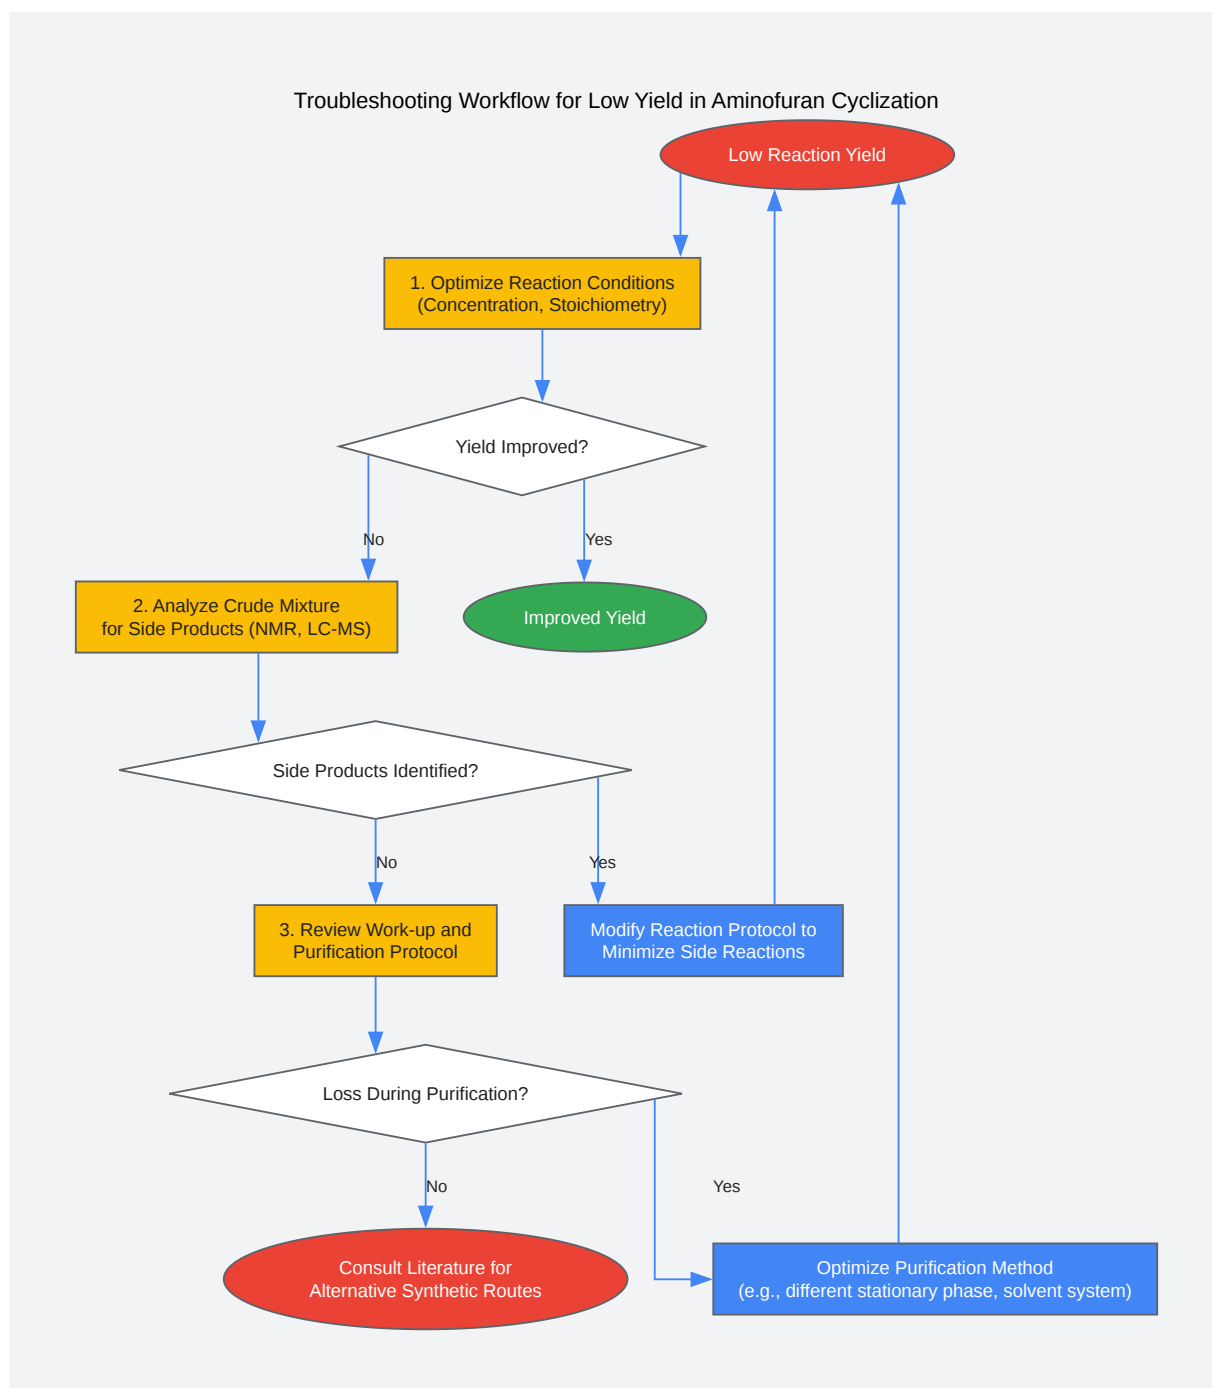 Troubleshooting Workflow for Low Yield in Aminofuran Cyclization
Low Reaction Yield
1. Optimize Reaction Conditions
(Concentration, Stoichiometry)
Yield Improved?
No
Yes
2. Analyze Crude Mixture
for Side Products (NMR, LC-MS)
Improved Yield
Side Products Identified?
No
Yes
3. Review Work-up and
Purification Protocol
Modify Reaction Protocol to
Minimize Side Reactions
Loss During Purification?
No
Yes
Consult Literature for
Alternative Synthetic Routes
Optimize Purification Method
(e.g., different stationary phase, solvent system)